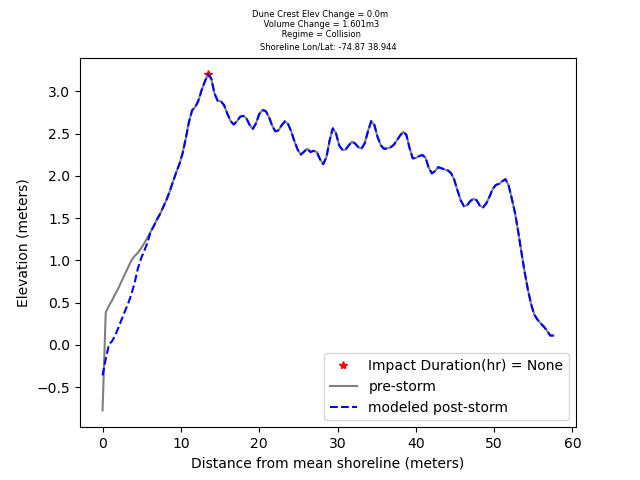 Dune Crest Elev Change = 0.0m
Volume Change = 1.601m3
Regime = Collision
Shoreline Lon/Lat: -74.87 38.944
3.0
2.5
2.0
1.5
1.0
0.5
0.0
−0.5
Elevation (meters)
Impact Duration(hr) = None
pre-storm
modeled post-storm
0 10 20 30 40 50 60
Distance from mean shoreline (meters)